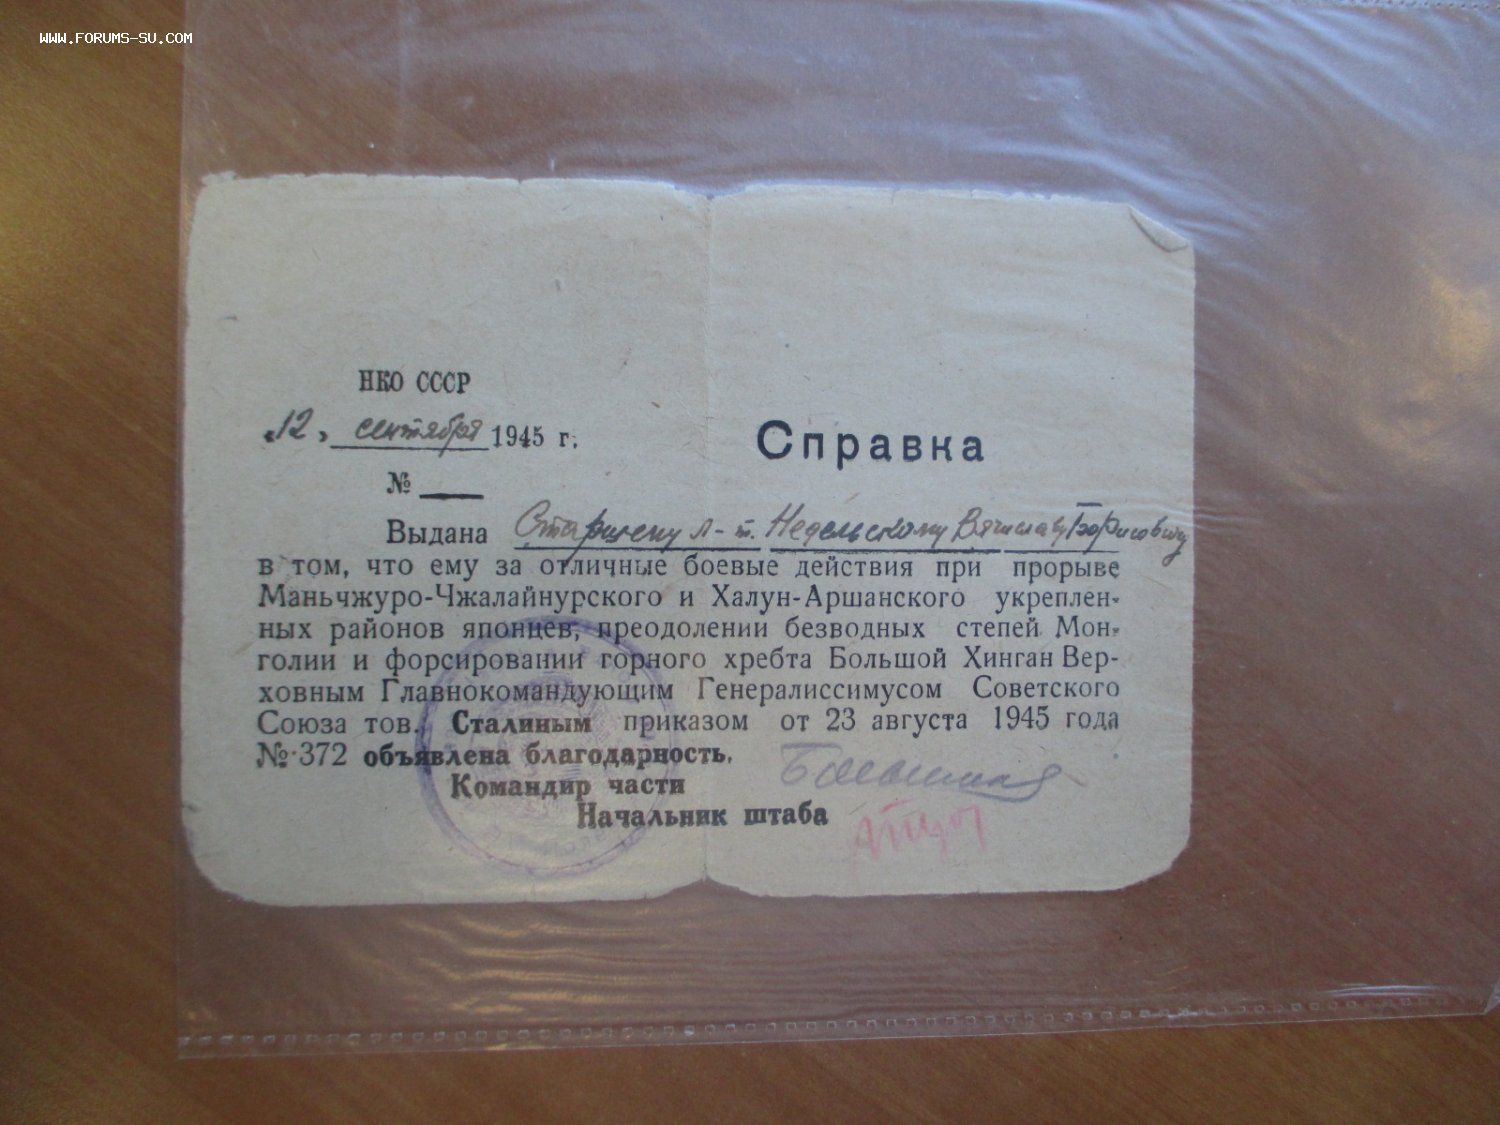 WWW.FORUMS-SU.COM
НКО СССР
«12» сентября 1945 г.
№
Справка
Выдана Старшему л-т. Недельскому Вячеславу Борисовичу
в том, что ему за отличные боевые действия при прорыве
Маньчжуро-Чжалайнурского и Халун-Аршанского укреплен-
ных районов японцев, преодолении безводных степей Мон-
голии и форсировании горного хребта Большой Хинган Вер-
ховным Главнокомандующим Генералиссимусом Советского
Союза тов. Сталиным приказом от 23 августа 1945 года
№ 372 объявлена благодарность.
Командир части
Начальник штаба